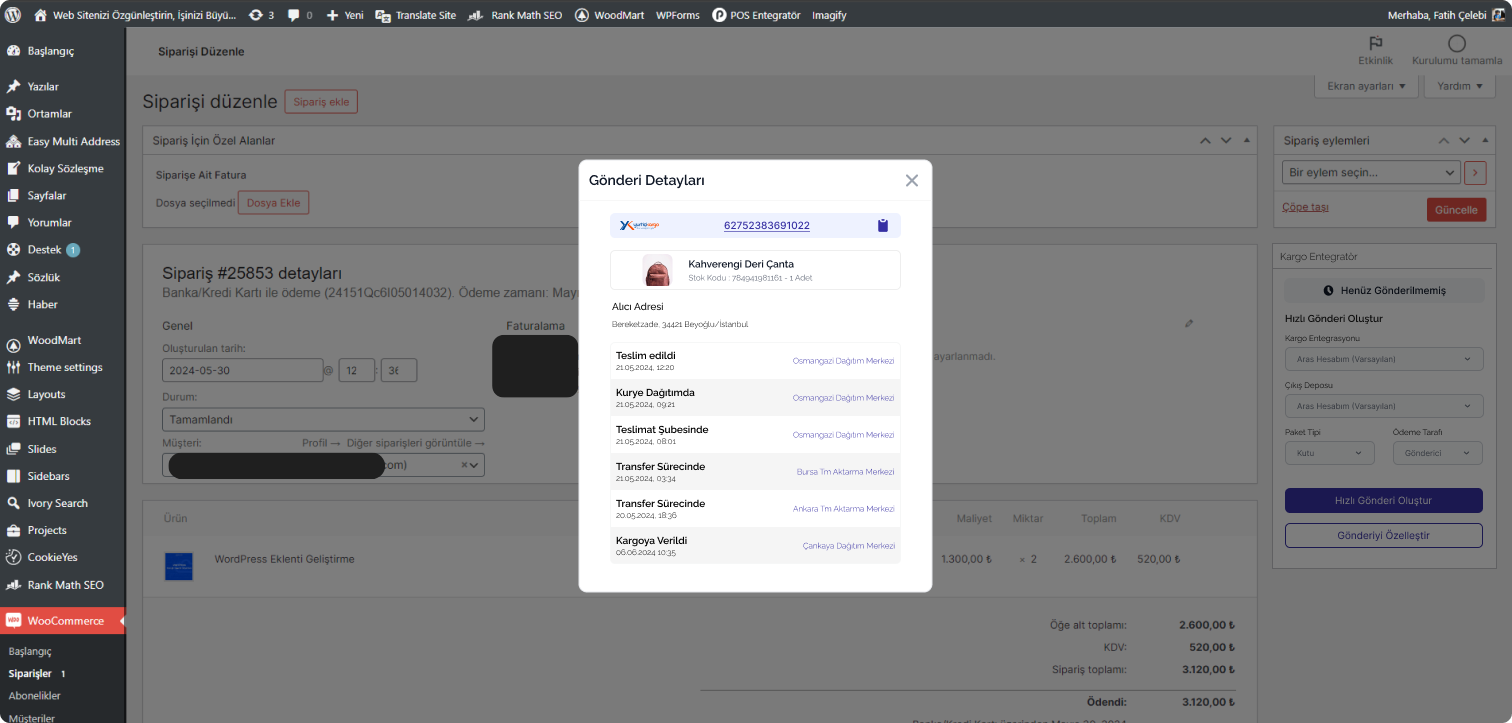 Web Sitenizi Özgünleştirin, İşinizi Büyü...
3
0
Yeni
Translate Site
Rank Math SEO
WoodMart
WPForms
POS Entegratör
Imagify
Merhaba, Fatih Çelebi
Başlangıç
Yazılar
Ortamlar
Easy Multi Address
Kolay Sözleşme
Sayfalar
Yorumlar
Destek 1
Sözlük
Haber
WoodMart
Theme settings
Layouts
HTML Blocks
Slides
Sidebars
Ivory Search
Projects
CookieYes
Rank Math SEO
WooCommerce
Başlangıç
Siparişler 1
Abonelikler
Müşteriler
Siparişi Düzenle
Etkinlik
Kurulumu tamamla
Ekran ayarları
Yardım
Siparişi düzenle
Sipariş ekle
Sipariş İçin Özel Alanlar
Siparişe Ait Fatura
Dosya seçilmedi
Dosya Ekle
Sipariş #25853 detayları
Banka/Kredi Kartı ile ödeme (24151Qc6I05014032). Ödeme zamanı: May
Genel
Oluşturulan tarih:
2024-05-30 @ 12 : 36
Durum:
Tamamlandı
Müşteri:
Profil → Diğer siparişleri görüntüle →
com)
Faturalama
ayarlanmadı.
Ürün
Maliyet
Miktar
Toplam
KDV
WordPress Eklenti Geliştirme
1.300,00 ₺
× 2
2.600,00 ₺
520,00 ₺
Öğe alt toplamı: 2.600,00 ₺
KDV: 520,00 ₺
Sipariş toplamı: 3.120,00 ₺
Ödendi: 3.120,00 ₺
Gönderi Detayları
yurtiçi kargo
62752383691022
Kahverengi Deri Çanta
Stok Kodu : 784941981161 - 1 Adet
Alıcı Adresi
Bereketzade, 34421 Beyoğlu/İstanbul
Teslim edildi
21.05.2024, 12:20
Osmangazi Dağıtım Merkezi
Kurye Dağıtımda
21.05.2024, 09:21
Osmangazi Dağıtım Merkezi
Teslimat Şubesinde
21.05.2024, 08:01
Osmangazi Dağıtım Merkezi
Transfer Sürecinde
21.05.2024, 03:34
Bursa Tm Aktarma Merkezi
Transfer Sürecinde
20.05.2024, 18:36
Ankara Tm Aktarma Merkezi
Kargoya Verildi
06.06.2024 10:35
Çankaya Dağıtım Merkezi
Sipariş eylemleri
Bir eylem seçin...
Çöpe taşı
Güncelle
Kargo Entegratör
Henüz Gönderilmemiş
Hızlı Gönderi Oluştur
Kargo Entegrasyonu
Aras Hesabım (Varsayılan)
Çıkış Deposu
Aras Hesabım (Varsayılan)
Paket Tipi
Ödeme Tarafı
Kutu
Gönderici
Hızlı Gönderi Oluştur
Gönderiyi Özelleştir